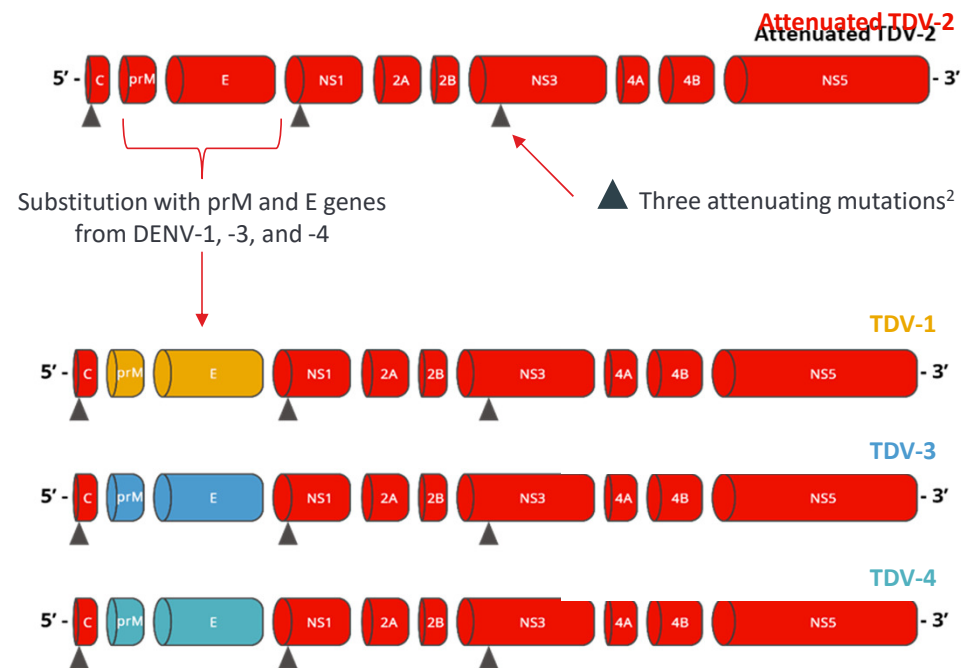 Attenuated TDV-2
Attenuated TDV-2
5′ - C prM E NS1 2A 2B NS3 4A 4B NS5 - 3′
Substitution with prM and E genes
from DENV-1, -3, and -4
Three attenuating mutations²
TDV-1
5′ - C prM E NS1 2A 2B NS3 4A 4B NS5 - 3′
TDV-3
5′ - C prM E NS1 2A 2B NS3 4A 4B NS5 - 3′
TDV-4
5′ - C prM E NS1 2A 2B NS3 4A 4B NS5 - 3′